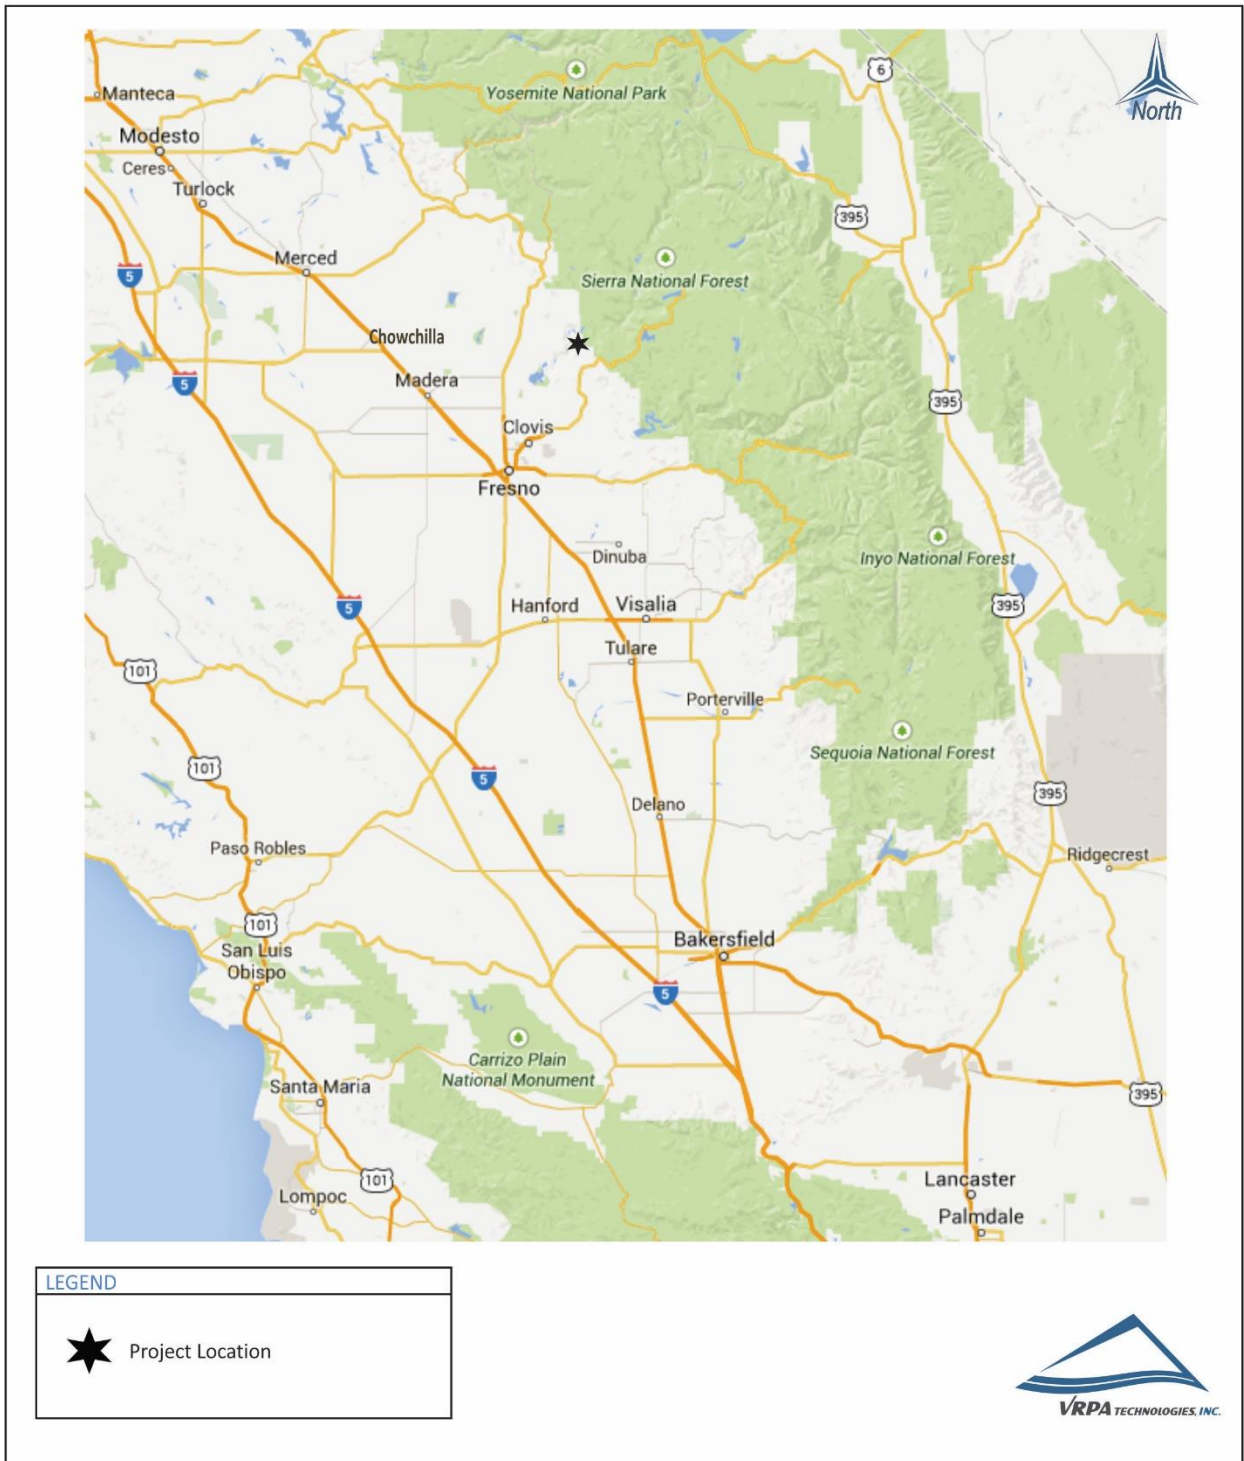 6
Yosemite National Park
North
Manteca
Modesto
Ceres
Turlock
395
Merced
5
Sierra National Forest
Chowchilla
5
Madera
395
Clovis
Fresno
Dinuba
Inyo National Forest
5
Hanford
Visalia
395
Tulare
101
Porterville
Sequoia National Forest
101
5
395
Delano
Paso Robles
Ridgecrest
101
San Luis
Obispo
Bakersfield
5
Carrizo Plain
National Monument
Santa Maria
395
101
Lompoc
Lancaster
Palmdale
LEGEND
Project Location
VRPA TECHNOLOGIES, INC.